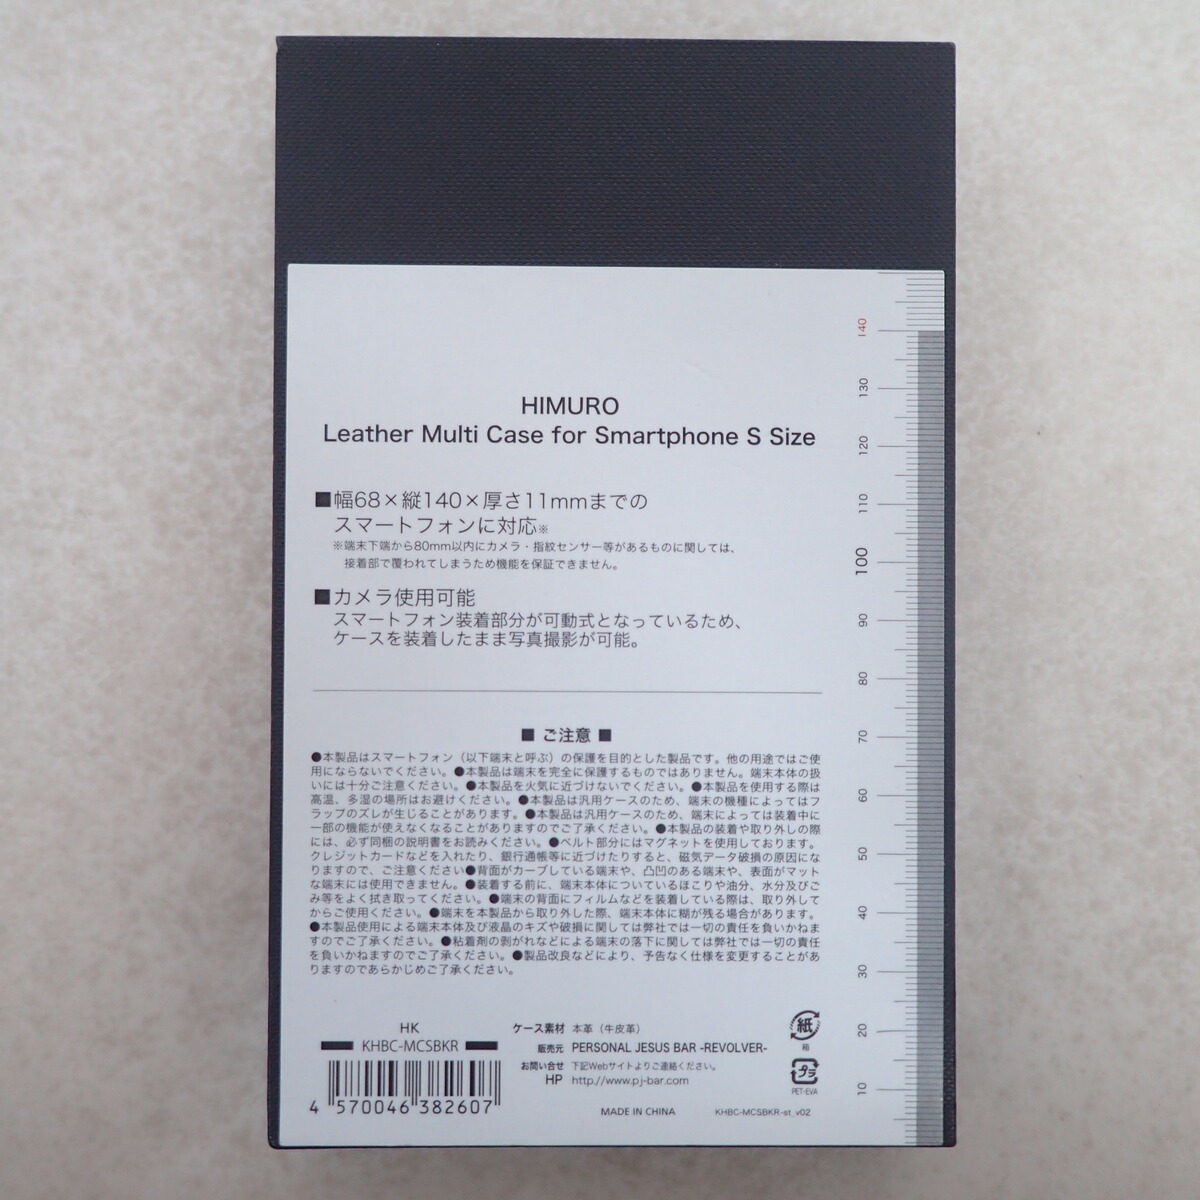 HIMURO
Leather Multi Case for Smartphone S Size
■幅68×縦140×厚さ11mmまでの
スマートフォンに対応※
※端末下端から80mm以内にカメラ・指紋センサー等があるものに関しては、
接着部で覆われてしまうため機能を保証できません。
■カメラ使用可能
スマートフォン装着部分が可動式となっているため、
ケースを装着したまま写真撮影が可能。
■ ご注意 ■
●本製品はスマートフォン（以下端末と呼ぶ）の保護を目的とした製品です。他の用途ではご使
用にならないでください。●本製品は端末を完全に保護するものではありません。端末本体の扱
いには十分ご注意ください。●本製品を火気に近づけないでください。●本製品を使用する際は
高温、多湿の場所はお避けください。●本製品は汎用ケースのため、端末の機種によってはフ
ラップのズレが生じることがあります。●本製品は汎用ケースのため、端末によっては装着中に
一部の機能が使えなくなることがありますのでご了承ください。●本製品の装着や取り外しの際
には、必ず同梱の説明書をお読みください。●ベルト部分にはマグネットを使用しております。
クレジットカードなどを入れたり、銀行通帳等に近づけたりすると、磁気データ破損の原因にな
りますので、ご注意ください●背面がカーブしている端末や、凸凹のある端末や、表面がマット
な端末には使用できません。●装着する前に、端末本体についているほこりや油分、水分及びご
み等をよく拭き取ってください。●端末の背面にフィルムなどを装着している際は、取り外して
からご使用ください。●端末を本製品から取り外した際、端末本体に糊が残る場合があります。
●本製品使用による端末本体及び液晶のキズや破損に関しては弊社では一切の責任を負いかねま
すのでご了承ください。●粘着剤の剥がれなどによる端末の落下に関しては弊社では一切の責任
を負いかねますのでご了承ください。●製品改良などにより、予告なく仕様を変更することがあ
りますのであらかじめご了承ください。
HK
KHBC-MCSBKR
4 570046 382607
ケース素材 本革（牛皮革）
販売元 PERSONAL JESUS BAR -REVOLVER-
お問い合せ 下記Webサイトよりご連絡ください。
HP http://www.pj-bar.com
MADE IN CHINA
KHBC-MCSBKR-st_v02
紙
箱
プラ
PET-EVA
140
130
120
110
100
90
80
70
60
50
40
30
20
10